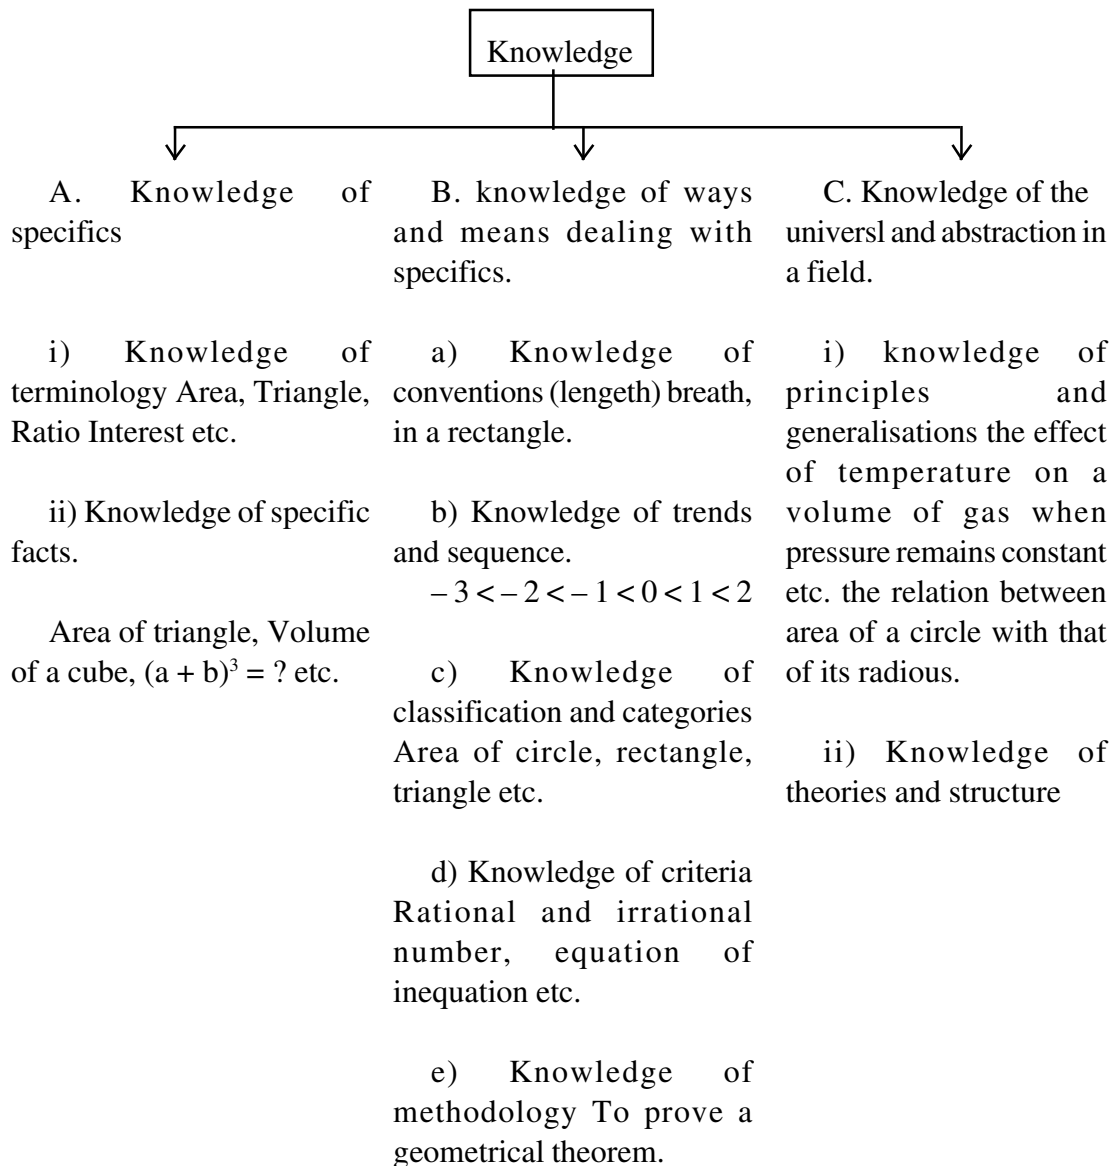 Knowledge
A. Knowledge of
specifics
i) Knowledge of
terminology Area, Triangle,
Ratio Interest etc.
ii) Knowledge of specific
facts.
Area of triangle, Volume
of a cube, (a + b)³ = ? etc.
B. knowledge of ways
and means dealing with
specifics.
a) Knowledge of
conventions (lengeth) breath,
in a rectangle.
b) Knowledge of trends
and sequence.
– 3 < – 2 < – 1 < 0 < 1 < 2
c) Knowledge of
classification and categories
Area of circle, rectangle,
triangle etc.
d) Knowledge of criteria
Rational and irrational
number, equation of
inequation etc.
e) Knowledge of
methodology To prove a
geometrical theorem.
C. Knowledge of the
universl and abstraction in
a field.
i) knowledge of
principles and
generalisations the effect
of temperature on a
volume of gas when
pressure remains constant
etc. the relation between
area of a circle with that
of its radious.
ii) Knowledge of
theories and structure